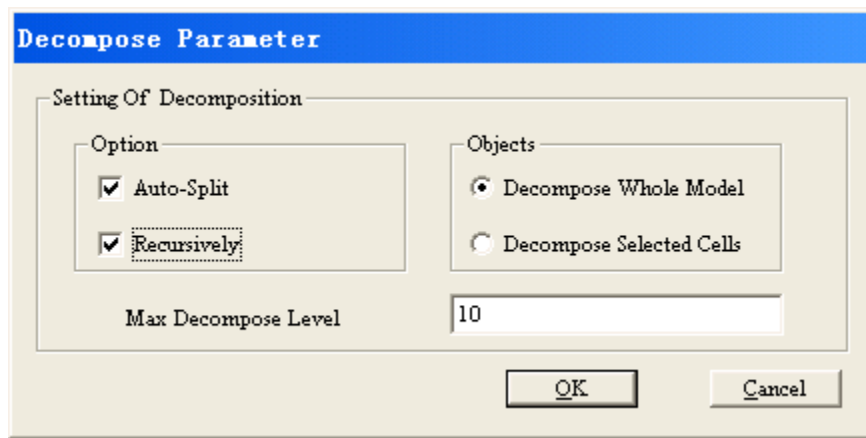 Decompose Parameter
Setting Of Decomposition
Option
Objects
Auto-Split
Decompose Whole Model
Recursively
Decompose Selected Cells
Max Decompose Level
10
OK
Cancel